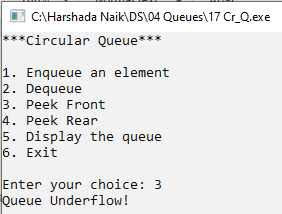 C:\Harshada Naik\DS\04 Queues\17 Cr_Q.exe
***Circular Queue***
1. Enqueue an element
2. Dequeue
3. Peek Front
4. Peek Rear
5. Display the queue
6. Exit
Enter your choice: 3
Queue Underflow!